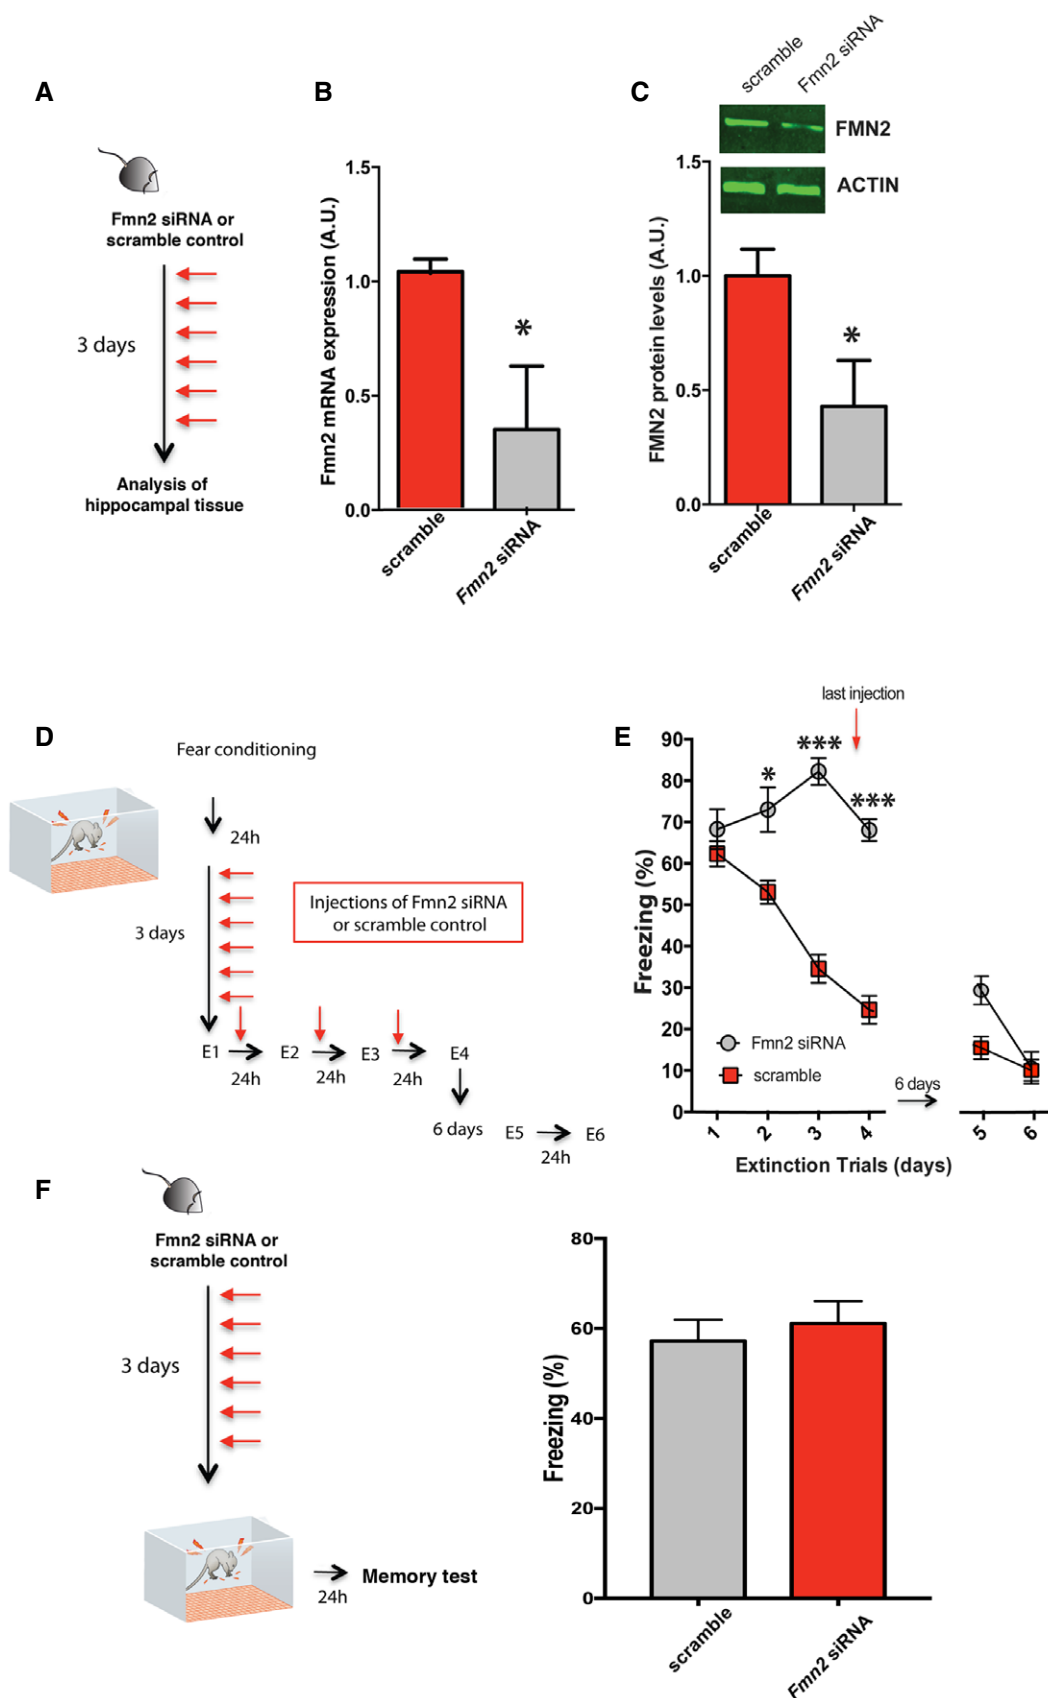 A
Fmn2 siRNA or
scramble control
3 days
Analysis of
hippocampal tissue
B
Fmn2 mRNA expression (A.U.)
1.5
1.0
0.5
0.0
*
scramble
Fmn2 siRNA
C
scramble
Fmn2 siRNA
FMN2
ACTIN
FMN2 protein levels (A.U.)
1.5
1.0
0.5
0.0
*
scramble
Fmn2 siRNA
D
Fear conditioning
24h
3 days
Injections of Fmn2 siRNA
or scramble control
E1
E2
E3
E4
24h
24h
24h
6 days
E5
E6
24h
E
last injection
Freezing (%)
90
80
70
60
50
40
30
20
10
0
*
***
***
Fmn2 siRNA
scramble
6 days
1
2
3
4
5
6
Extinction Trials (days)
F
Fmn2 siRNA or
scramble control
3 days
24h
Memory test
Freezing (%)
80
60
40
20
0
scramble
Fmn2 siRNA